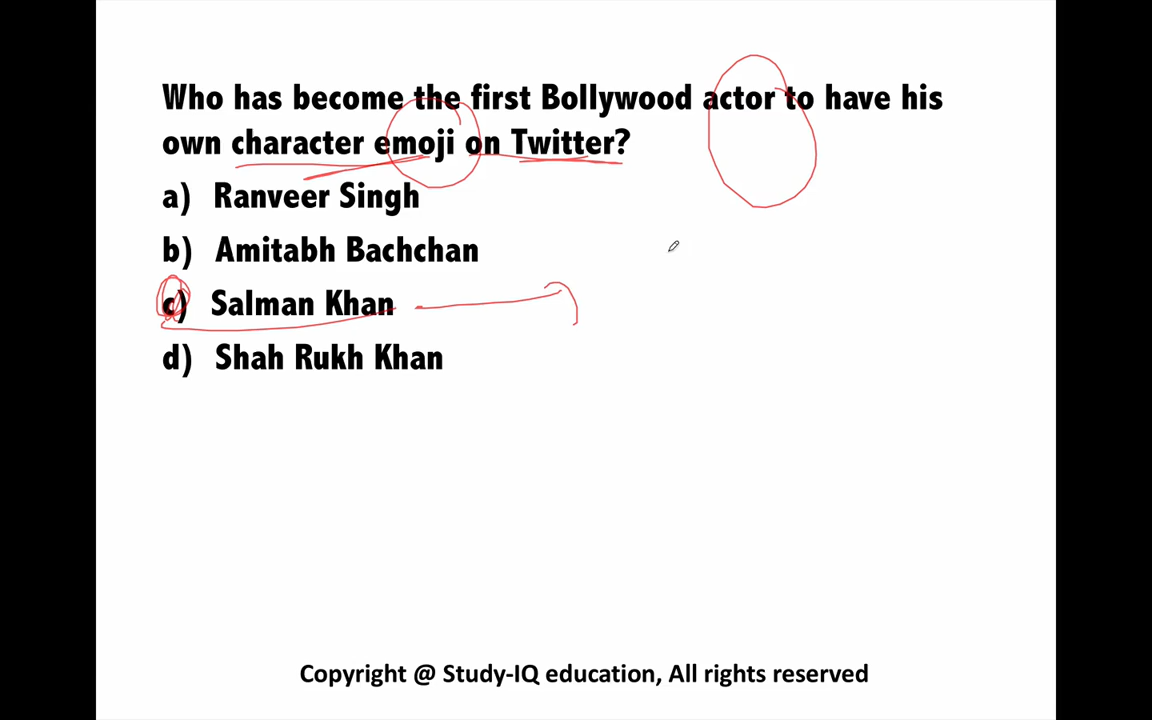 Who has become the first Bollywood actor to have his
own character emoji on Twitter?
a) Ranveer Singh
b) Amitabh Bachchan
c) Salman Khan
d) Shah Rukh Khan
Copyright @ Study-IQ education, All rights reserved